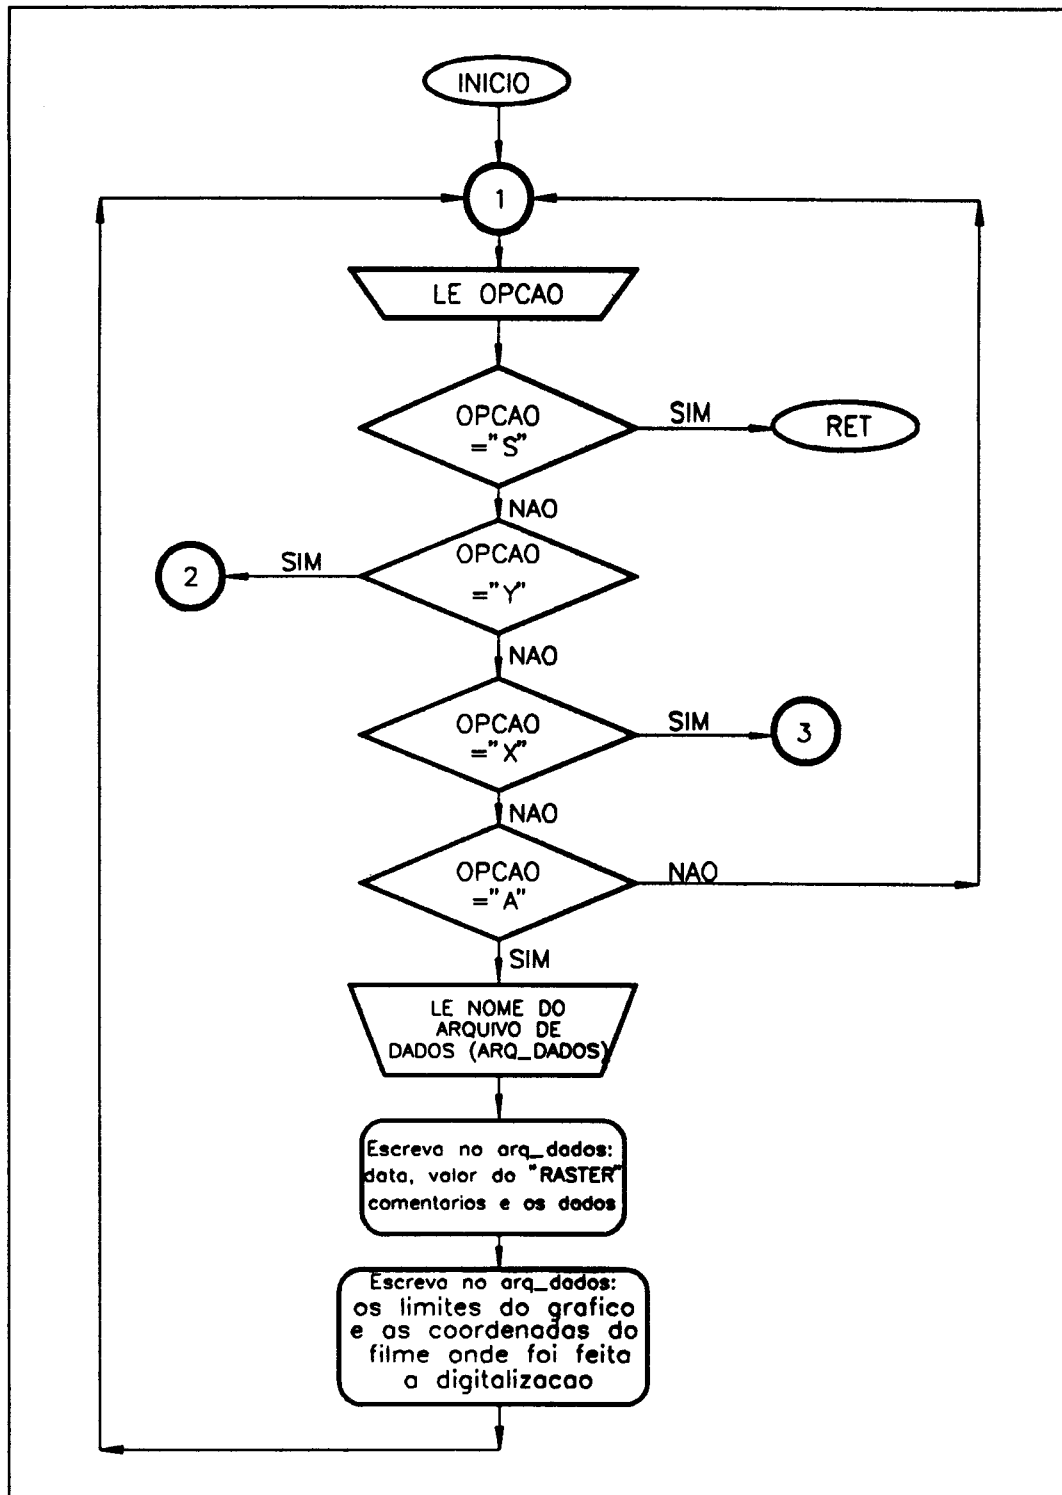 INICIO
1
LE OPCAO
OPCAO
="S"
SIM
RET
NAO
OPCAO
="Y"
SIM
2
NAO
OPCAO
="X"
SIM
3
NAO
OPCAO
="A"
NAO
SIM
LE NOME DO
ARQUIVO DE
DADOS (ARQ_DADOS)
Escreva no arq_dados:
data, valor do "RASTER"
comentarios e os dados
Escreva no arq_dados:
os limites do grafico
e as coordenadas do
filme onde foi feita
a digitalizacao